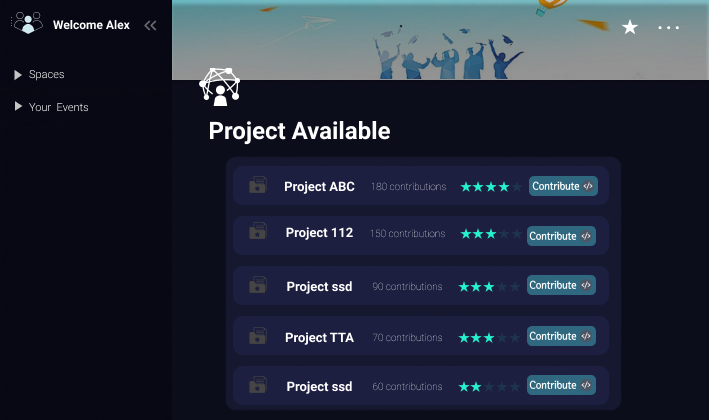 Welcome Alex
Spaces
Your Events
Project Available
Project ABC 180 contributions Contribute </>
Project 112 150 contributions Contribute </>
Project ssd 90 contributions Contribute </>
Project TTA 70 contributions Contribute </>
Project ssd 60 contributions Contribute </>